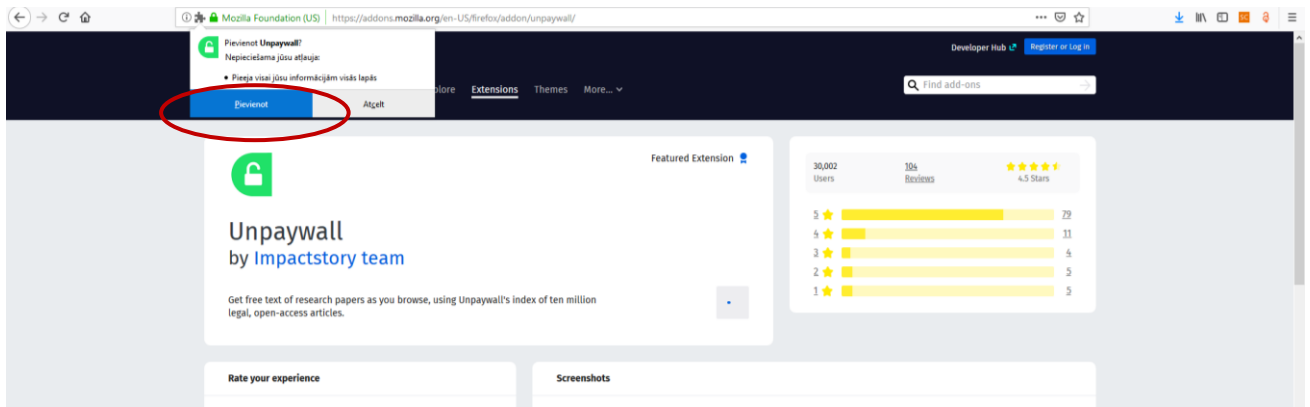 Mozilla Foundation (US) https://addons.mozilla.org/en-US/firefox/addon/unpaywall/
Pievienot Unpaywall?
Nepieciešama jūsu atļauja:
• Pieeja visai jūsu informācijām visās lapās
Pievienot Atcelt
Developer Hub Register or Log in
plore Extensions Themes More...
Find add-ons
Featured Extension
Unpaywall
by Impactstory team
Get free text of research papers as you browse, using Unpaywall's index of ten million
legal, open-access articles.
30,002 104
Users Reviews 4.5 Stars
5 79
4 11
3 4
2 5
1 5
Rate your experience Screenshots